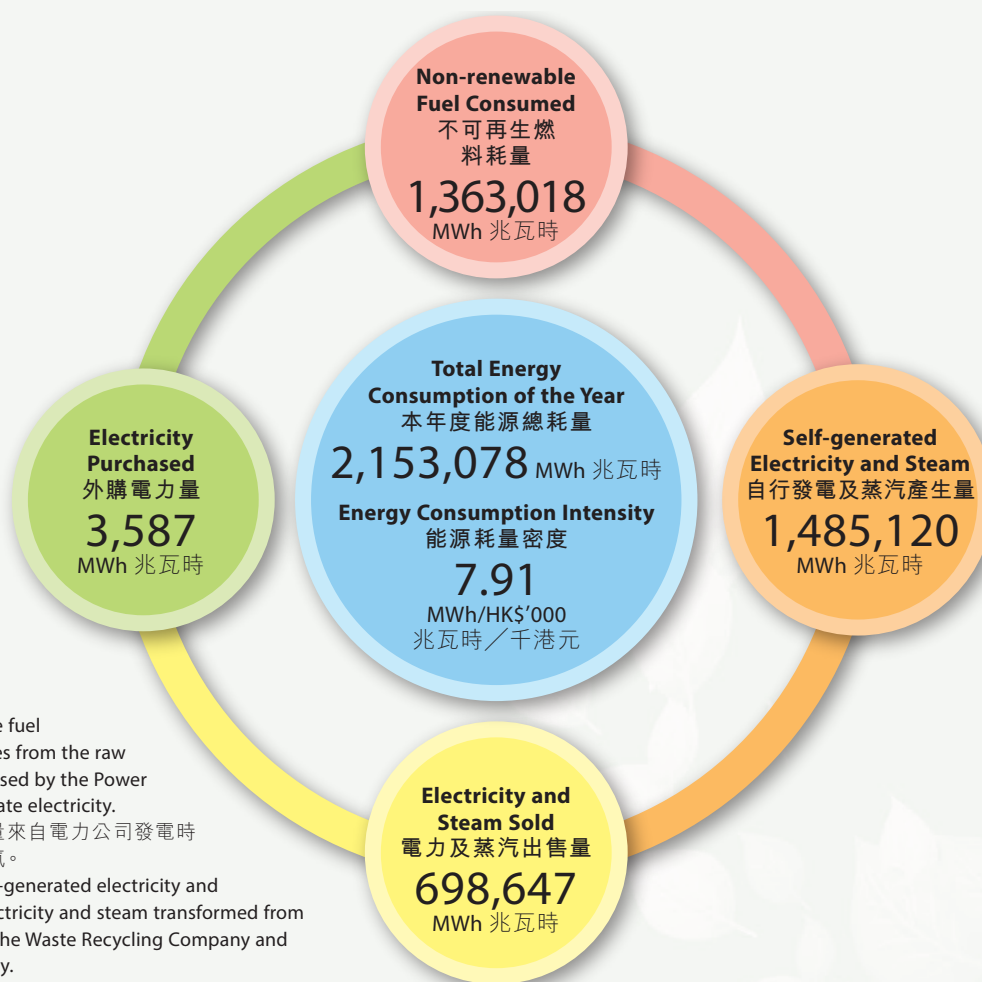 Non-renewable
Fuel Consumed
不可再生燃
料耗量
1,363,018
MWh 兆瓦時
Total Energy
Consumption of the Year
本年度能源總耗量
2,153,078 MWh 兆瓦時
Energy Consumption Intensity
能源耗量密度
7.91
MWh/HK$'000
兆瓦時／千港元
Electricity
Purchased
外購電力量
3,587
MWh 兆瓦時
Self-generated
Electricity and Steam
自行發電及蒸汽產生量
1,485,120
MWh 兆瓦時
Electricity and
Steam Sold
電力及蒸汽出售量
698,647
MWh 兆瓦時
fuel
from the raw
by the Power
electricity.
來自電力公司發電時
。
-generated electricity and
electricity and steam transformed from
the Waste Recycling Company and